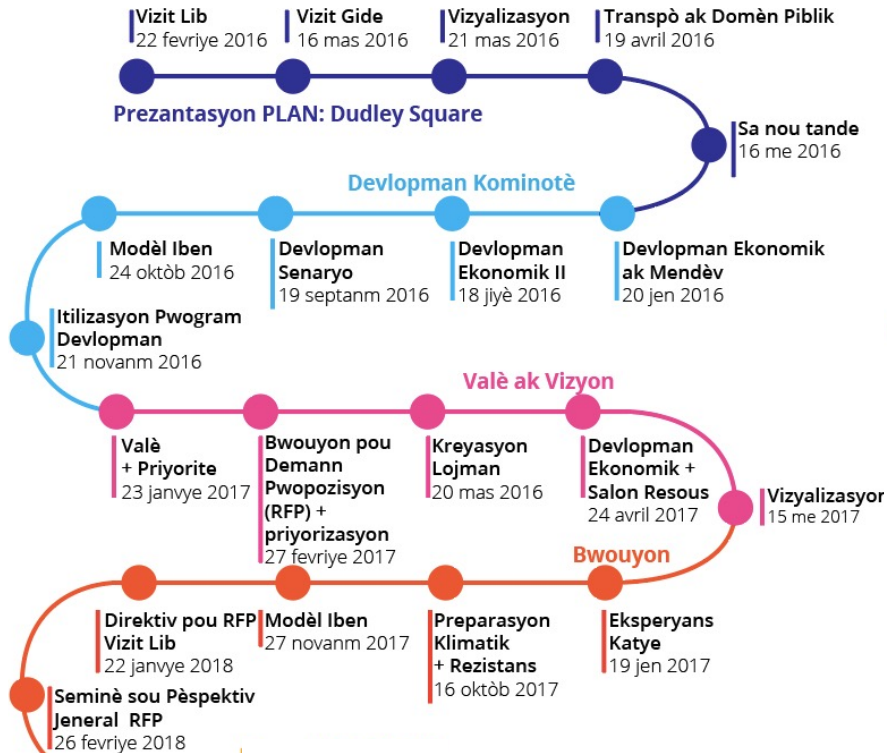 Vizit Lib
22 fevriye 2016
Vizit Gide
16 mas 2016
Vizyalizasyon
21 mas 2016
Transpò ak Domèn Piblik
19 avril 2016
Prezantasyon PLAN: Dudley Square
Sa nou tande
16 me 2016
Devlopman Kominotè
Modèl Iben
24 oktòb 2016
Devlopman
Senaryo
19 septanm 2016
Devlopman
Ekonomik II
18 jiyè 2016
Devlopman Ekonomik
ak Mendèv
20 jen 2016
Itilizasyon Pwogram
Devlopman
21 novanm 2016
Valè ak Vizyon
Valè
+ Priyorite
23 janvye 2017
Bwouyon pou
Demann
Pwopozisyon
(RFP) +
priyorizasyon
27 fevriye 2017
Kreyasyon
Lojman
20 mas 2016
Devlopman
Ekonomik +
Salon Resous
24 avril 2017
Vizyalizasyon
15 me 2017
Bwouyon
Direktiv pou RFP
Vizit Lib
22 janvye 2018
Modèl Iben
27 novanm 2017
Preparasyon
Klimatik
+ Rezistans
16 oktòb 2017
Eksperyans
Katye
19 jen 2017
Seminè sou Pèspektiv
Jeneral RFP
26 fevriye 2018